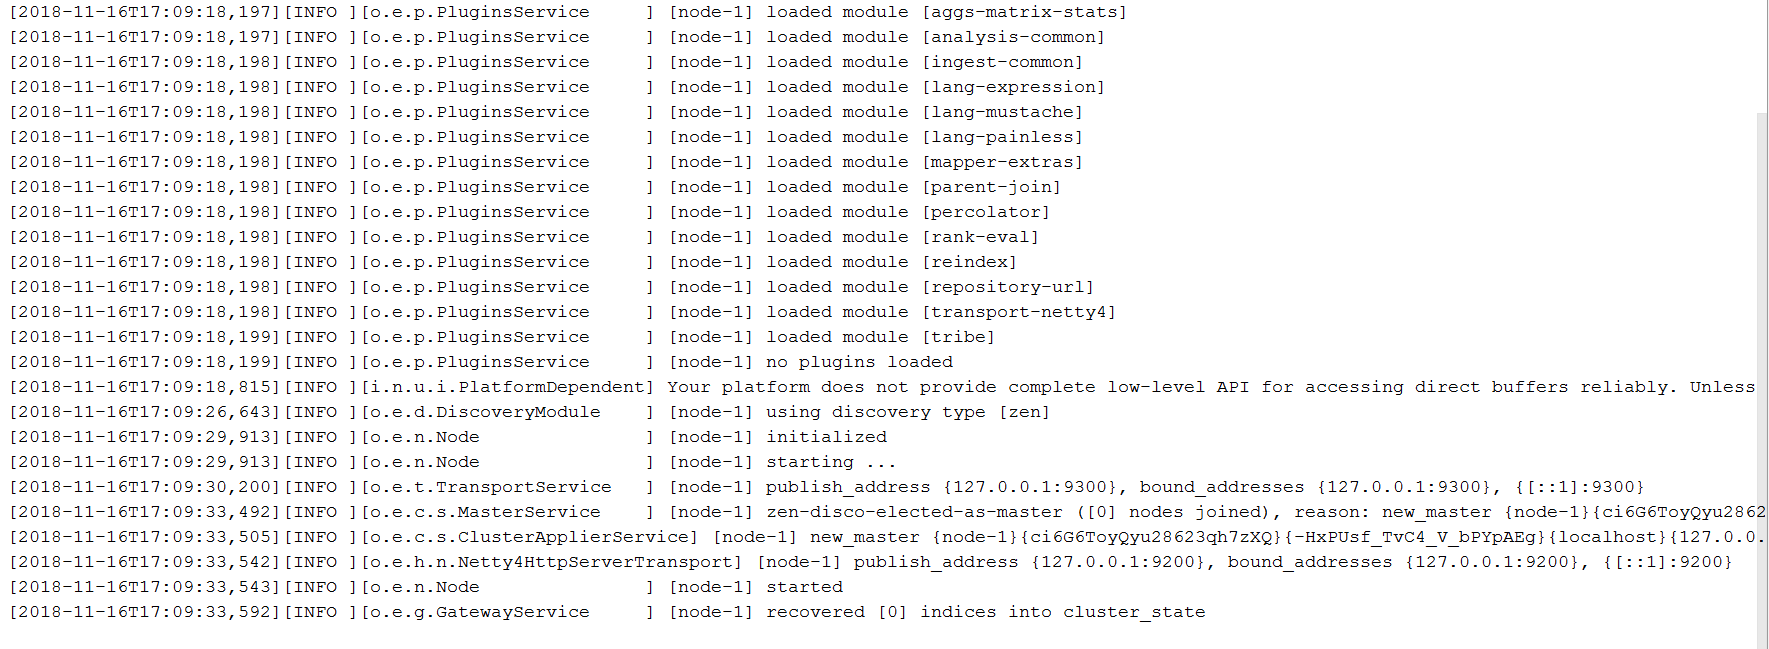 [2018-11-16T17:09:18,197][INFO ][o.e.p.PluginsService     ] [node-1] loaded module [aggs-matrix-stats]
[2018-11-16T17:09:18,197][INFO ][o.e.p.PluginsService     ] [node-1] loaded module [analysis-common]
[2018-11-16T17:09:18,198][INFO ][o.e.p.PluginsService     ] [node-1] loaded module [ingest-common]
[2018-11-16T17:09:18,198][INFO ][o.e.p.PluginsService     ] [node-1] loaded module [lang-expression]
[2018-11-16T17:09:18,198][INFO ][o.e.p.PluginsService     ] [node-1] loaded module [lang-mustache]
[2018-11-16T17:09:18,198][INFO ][o.e.p.PluginsService     ] [node-1] loaded module [lang-painless]
[2018-11-16T17:09:18,198][INFO ][o.e.p.PluginsService     ] [node-1] loaded module [mapper-extras]
[2018-11-16T17:09:18,198][INFO ][o.e.p.PluginsService     ] [node-1] loaded module [parent-join]
[2018-11-16T17:09:18,198][INFO ][o.e.p.PluginsService     ] [node-1] loaded module [percolator]
[2018-11-16T17:09:18,198][INFO ][o.e.p.PluginsService     ] [node-1] loaded module [rank-eval]
[2018-11-16T17:09:18,198][INFO ][o.e.p.PluginsService     ] [node-1] loaded module [reindex]
[2018-11-16T17:09:18,198][INFO ][o.e.p.PluginsService     ] [node-1] loaded module [repository-url]
[2018-11-16T17:09:18,198][INFO ][o.e.p.PluginsService     ] [node-1] loaded module [transport-netty4]
[2018-11-16T17:09:18,199][INFO ][o.e.p.PluginsService     ] [node-1] loaded module [tribe]
[2018-11-16T17:09:18,199][INFO ][o.e.p.PluginsService     ] [node-1] no plugins loaded
[2018-11-16T17:09:18,815][INFO ][i.n.u.i.PlatformDependent] Your platform does not provide complete low-level API for accessing direct buffers reliably. Unless
[2018-11-16T17:09:26,643][INFO ][o.e.d.DiscoveryModule    ] [node-1] using discovery type [zen]
[2018-11-16T17:09:29,913][INFO ][o.e.n.Node               ] [node-1] initialized
[2018-11-16T17:09:29,913][INFO ][o.e.n.Node               ] [node-1] starting ...
[2018-11-16T17:09:30,200][INFO ][o.e.t.TransportService   ] [node-1] publish_address {127.0.0.1:9300}, bound_addresses {127.0.0.1:9300}, {[::1]:9300}
[2018-11-16T17:09:33,492][INFO ][o.e.c.s.MasterService    ] [node-1] zen-disco-elected-as-master ([0] nodes joined), reason: new_master {node-1}{ci6G6ToyQyu2862
[2018-11-16T17:09:33,505][INFO ][o.e.c.s.ClusterApplierService] [node-1] new_master {node-1}{ci6G6ToyQyu28623qh7zXQ}{-HxPUsf_TvC4_V_bPYpAEg}{localhost}{127.0.0.
[2018-11-16T17:09:33,542][INFO ][o.e.h.n.Netty4HttpServerTransport] [node-1] publish_address {127.0.0.1:9200}, bound_addresses {127.0.0.1:9200}, {[::1]:9200}
[2018-11-16T17:09:33,543][INFO ][o.e.n.Node               ] [node-1] started
[2018-11-16T17:09:33,592][INFO ][o.e.g.GatewayService     ] [node-1] recovered [0] indices into cluster_state